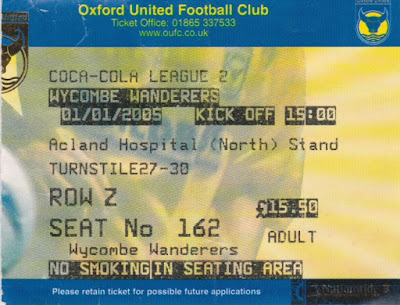 Oxford United Football Club
Ticket Office: 01865 337533
www.oufc.co.uk
COCA-COLA LEAGUE 2
WYCOMBE WANDERERS
01/01/2005 KICK OFF 15:00
Acland Hospital (North) Stand
TURNSTILE27-30
ROW Z
£15.50
SEAT No 162
ADULT
Wycombe Wanderers
NO SMOKING IN SEATING AREA
Nationwide
Please retain ticket for possible future applications